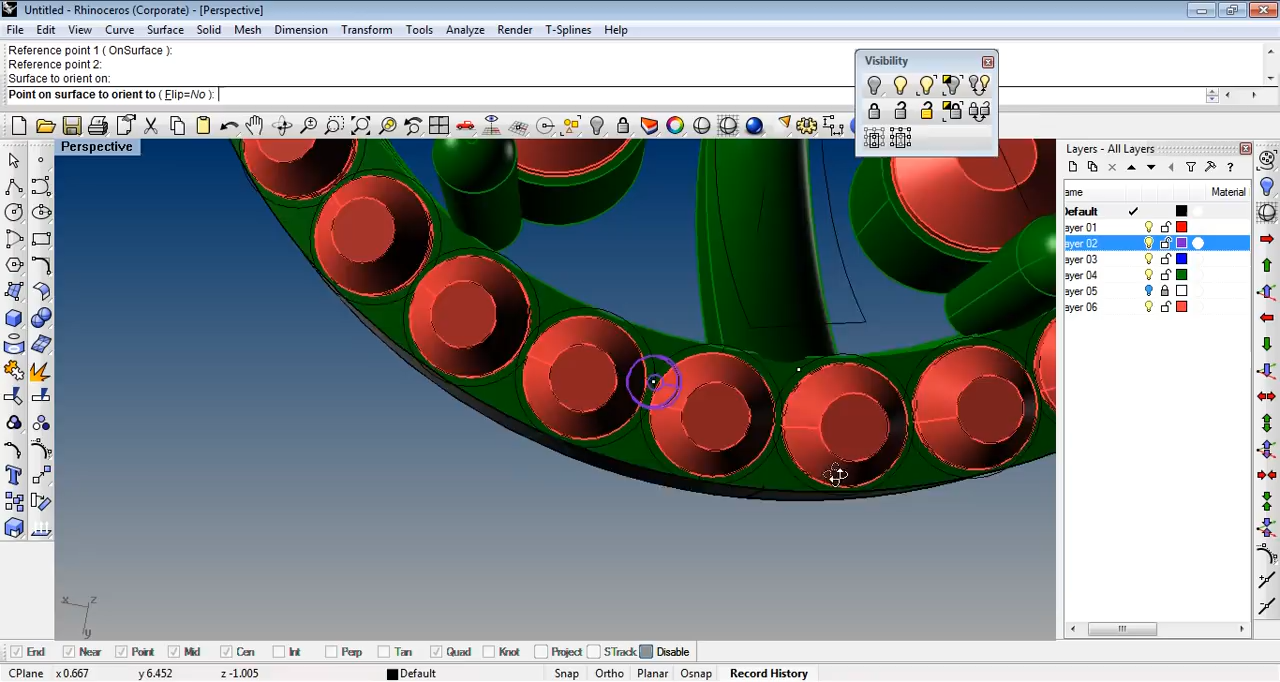 Untitled - Rhinoceros (Corporate) - [Perspective]
File Edit View Curve Surface Solid Mesh Dimension Transform Tools Analyze Render T-Splines Help
Reference point 1 ( OnSurface ):
Reference point 2:
Surface to orient on:
Point on surface to orient to ( Flip=No ):
Visibility
Perspective
Layers - All Layers
ame Material
Default
ayer 01
ayer 02
ayer 03
ayer 04
ayer 05
ayer 06
x z
y
End Near Point Mid Cen Int Perp Tan Quad Knot Project STrack Disable
CPlane x 0.667 y 6.452 z -1.005 Default Snap Ortho Planar Osnap Record History